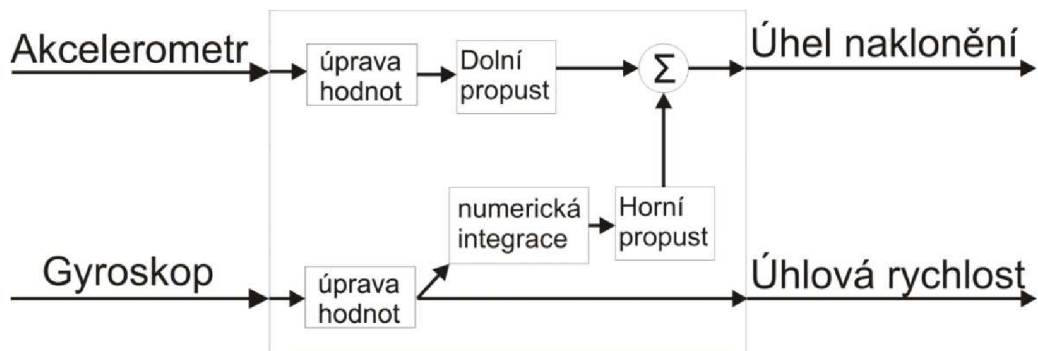 Akcelerometr
úprava
hodnot
Dolní
propust
Σ
Úhel naklonění
numerická
integrace
Horní
propust
Gyroskop
úprava
hodnot
Úhlová rychlost